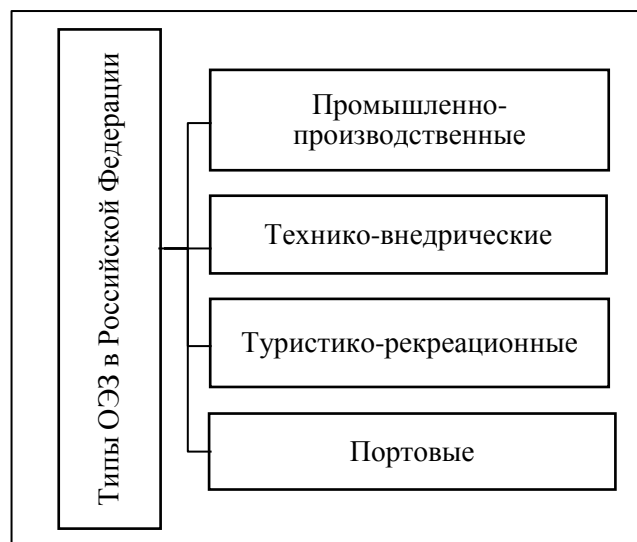 Типы ОЭЗ в Российской Федерации
Промышленно-
производственные
Технико-внедрические
Туристико-рекреационные
Портовые